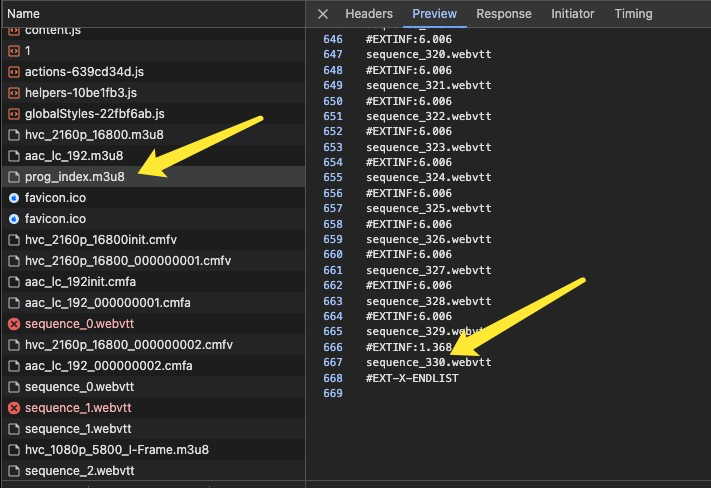 Name
content.js
1
actions-639cd34d.js
helpers-10be1fb3.js
globalStyles-22fbf6ab.js
hvc_2160p_16800.m3u8
aac_lc_192.m3u8
prog_index.m3u8
favicon.ico
favicon.ico
hvc_2160p_16800init.cmfv
hvc_2160p_16800_000000001.cmfv
aac_lc_192init.cmfa
aac_lc_192_000000001.cmfa
sequence_0.webvtt
hvc_2160p_16800_000000002.cmfv
aac_lc_192_000000002.cmfa
sequence_0.webvtt
sequence_1.webvtt
sequence_1.webvtt
hvc_1080p_5800_I-Frame.m3u8
sequence_2.webvtt
Headers Preview Response Initiator Timing
646 #EXTINF:6.006
647 sequence_320.webvtt
648 #EXTINF:6.006
649 sequence_321.webvtt
650 #EXTINF:6.006
651 sequence_322.webvtt
652 #EXTINF:6.006
653 sequence_323.webvtt
654 #EXTINF:6.006
655 sequence_324.webvtt
656 #EXTINF:6.006
657 sequence_325.webvtt
658 #EXTINF:6.006
659 sequence_326.webvtt
660 #EXTINF:6.006
661 sequence_327.webvtt
662 #EXTINF:6.006
663 sequence_328.webvtt
664 #EXTINF:6.006
665 sequence_329.webvtt
666 #EXTINF:1.368
667 sequence_330.webvtt
668 #EXT-X-ENDLIST
669